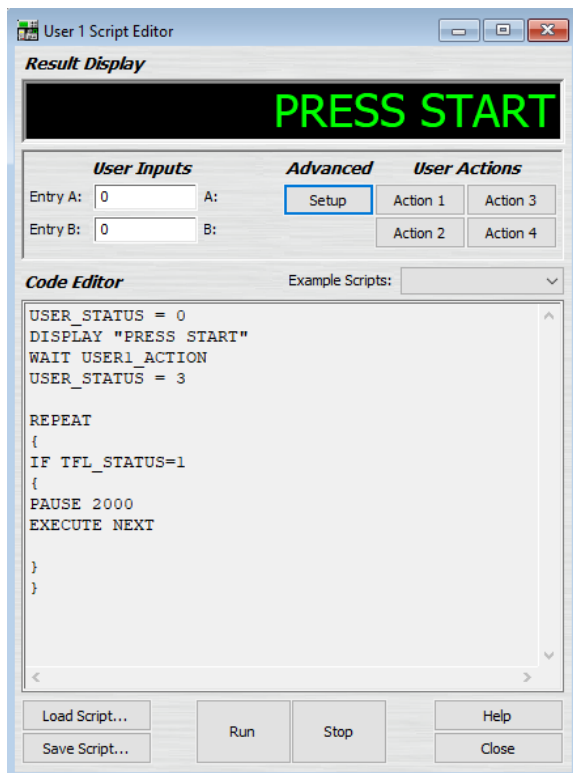 User 1 Script Editor
Result Display
PRESS START
User Inputs
Advanced
User Actions
Entry A: 0 A:
Setup
Action 1
Action 3
Entry B: 0 B:
Action 2
Action 4
Code Editor
Example Scripts:
USER_STATUS = 0
DISPLAY "PRESS START"
WAIT USER1_ACTION
USER_STATUS = 3
REPEAT
{
IF TFL_STATUS=1
{
PAUSE 2000
EXECUTE NEXT
}
}
Load Script...
Run
Stop
Help
Save Script...
Close